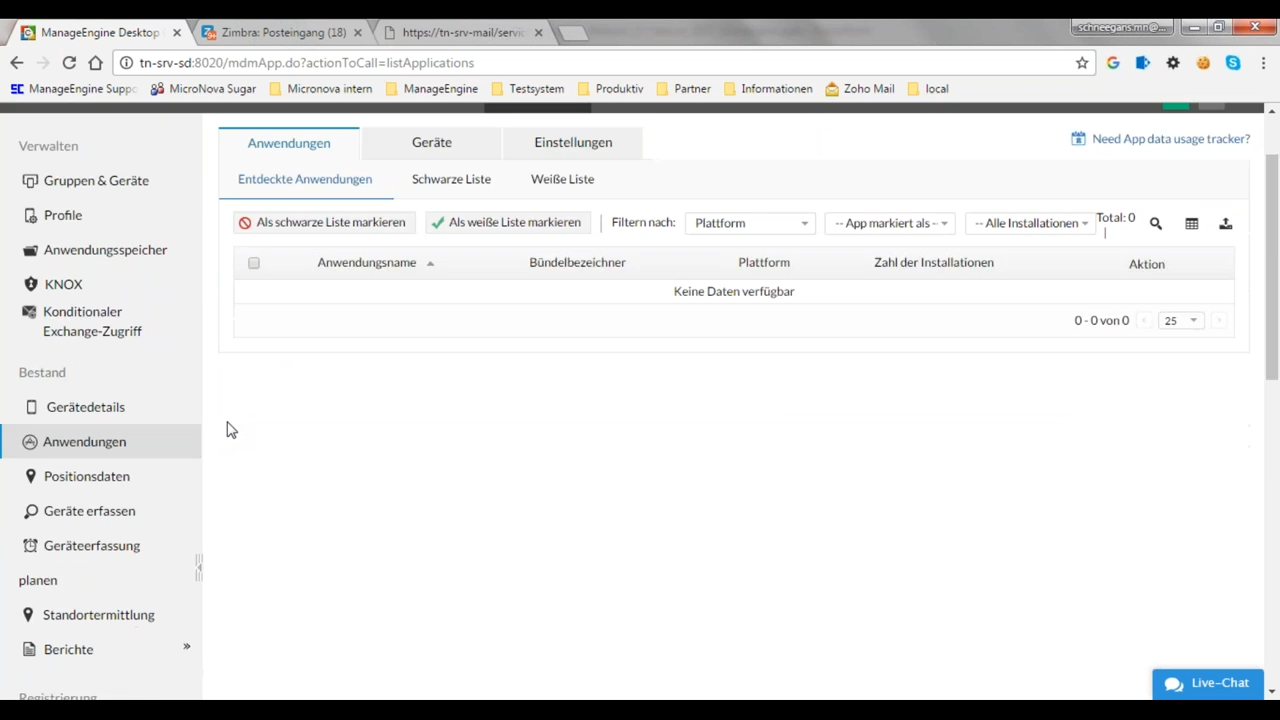 ManageEngine Desktop
Zimbra: Posteingang (18)
https://tn-srv-mail/servic
schneegans.mn@...
tn-srv-sd:8020/mdmApp.do?actionToCall=listApplications
ManageEngine Suppo
MicroNova Sugar
Micronova intern
ManageEngine
Testsystem
Produktiv
Partner
Informationen
Zoho Mail
local
Verwalten
Gruppen & Geräte
Profile
Anwendungsspeicher
KNOX
Konditionaler
Exchange-Zugriff
Bestand
Gerätedetails
Anwendungen
Positionsdaten
Geräte erfassen
Geräteerfassung
planen
Standortermittlung
Berichte
Registrierung
Anwendungen
Geräte
Einstellungen
Need App data usage tracker?
Entdeckte Anwendungen
Schwarze Liste
Weiße Liste
Als schwarze Liste markieren
Als weiße Liste markieren
Filtern nach:
Plattform
-- App markiert als --
-- Alle Installationen --
Total: 0
|
Anwendungsname
Bündelbezeichner
Plattform
Zahl der Installationen
Aktion
Keine Daten verfügbar
0 - 0 von 0
25
Live-Chat